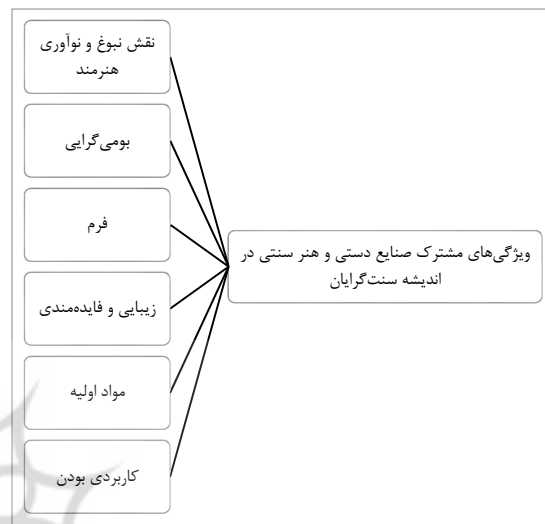 ویژگی‌های مشترک صنایع دستی و هنر سنتی در
اندیشه سنت‌گرایان
نقش نبوغ و نوآوری
هنرمند
بومی‌گرایی
فرم
زیبایی و فایده‌مندی
مواد اولیه
کاربردی بودن